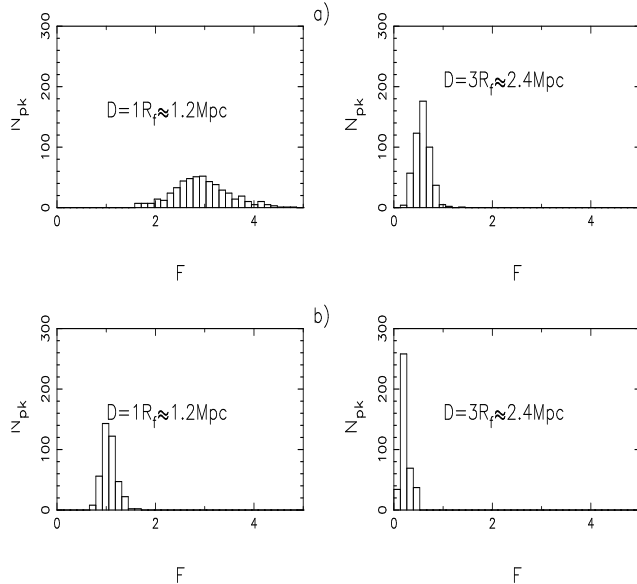 a)
300
200
100
0
N_pk
D=1R_f≈1.2Mpc
0 2 4
F
300
200
100
0
N_pk
D=3R_f≈2.4Mpc
0 2 4
F
b)
300
200
100
0
N_pk
D=1R_f≈1.2Mpc
0 2 4
F
300
200
100
0
N_pk
D=3R_f≈2.4Mpc
0 2 4
F